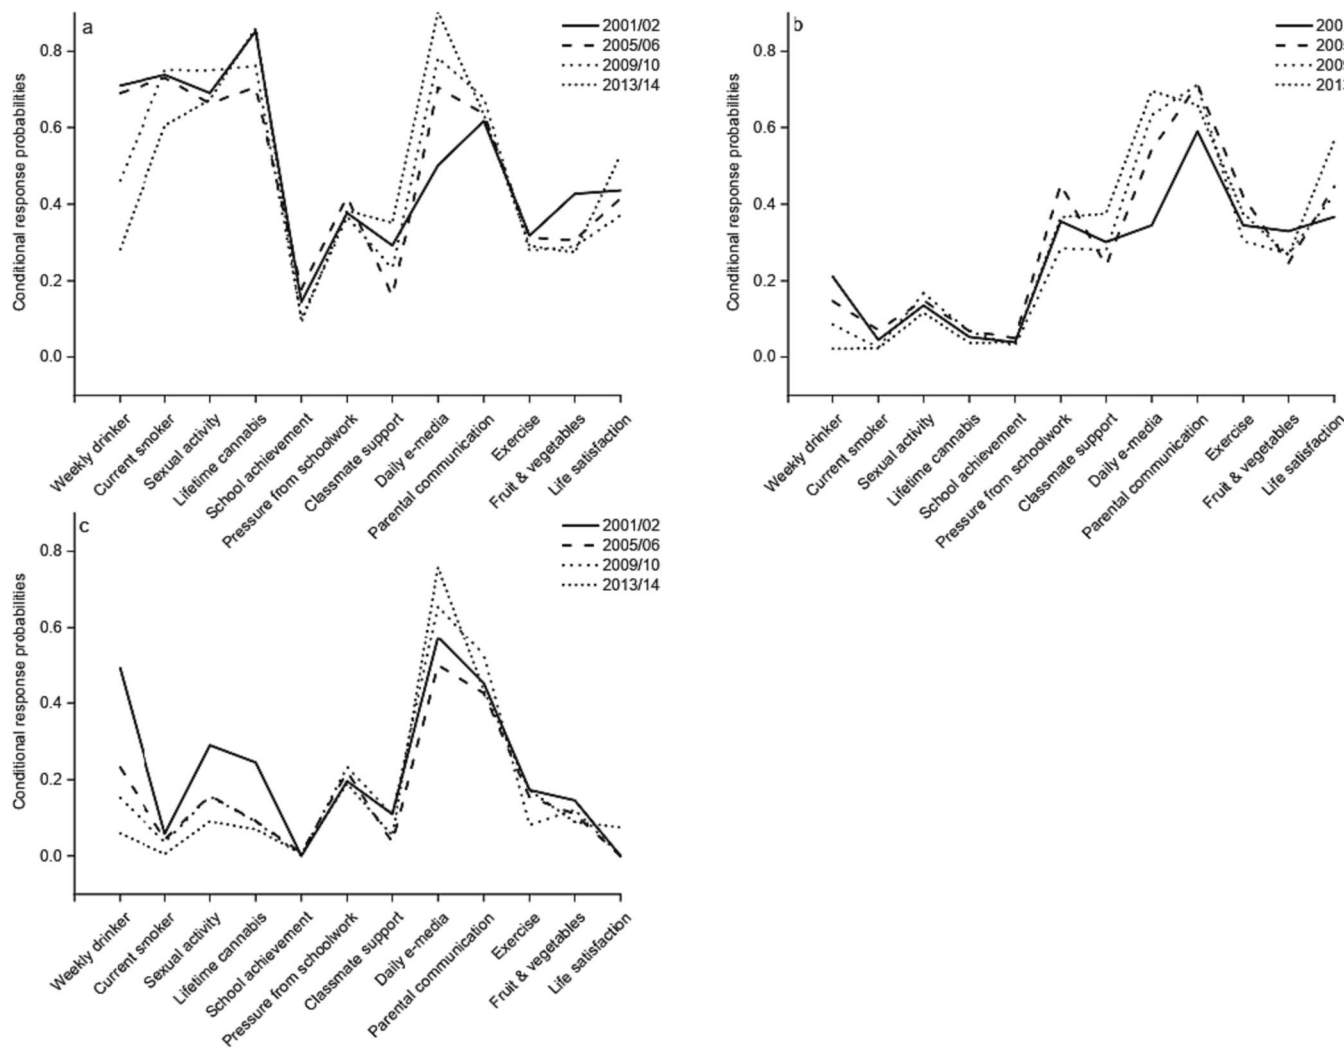 a
2001/02
2005/06
2009/10
2013/14
Conditional response probabilities
0.8
0.6
0.4
0.2
0.0
Weekly drinker
Current smoker
Sexual activity
Lifetime cannabis
School achievement
Pressure from schoolwork
Classmate support
Daily e-media
Parental communication
Exercise
Fruit & vegetables
Life satisfaction
b
200
200
200
201
Conditional response probabilities
0.8
0.6
0.4
0.2
0.0
Weekly drinker
Current smoker
Sexual activity
Lifetime cannabis
School achievement
Pressure from schoolwork
Classmate support
Daily e-media
Parental communication
Exercise
Fruit & vegetables
Life satisfaction
c
2001/02
2005/06
2009/10
2013/14
Conditional response probabilities
0.8
0.6
0.4
0.2
0.0
Weekly drinker
Current smoker
Sexual activity
Lifetime cannabis
School achievement
Pressure from schoolwork
Classmate support
Daily e-media
Parental communication
Exercise
Fruit & vegetables
Life satisfaction